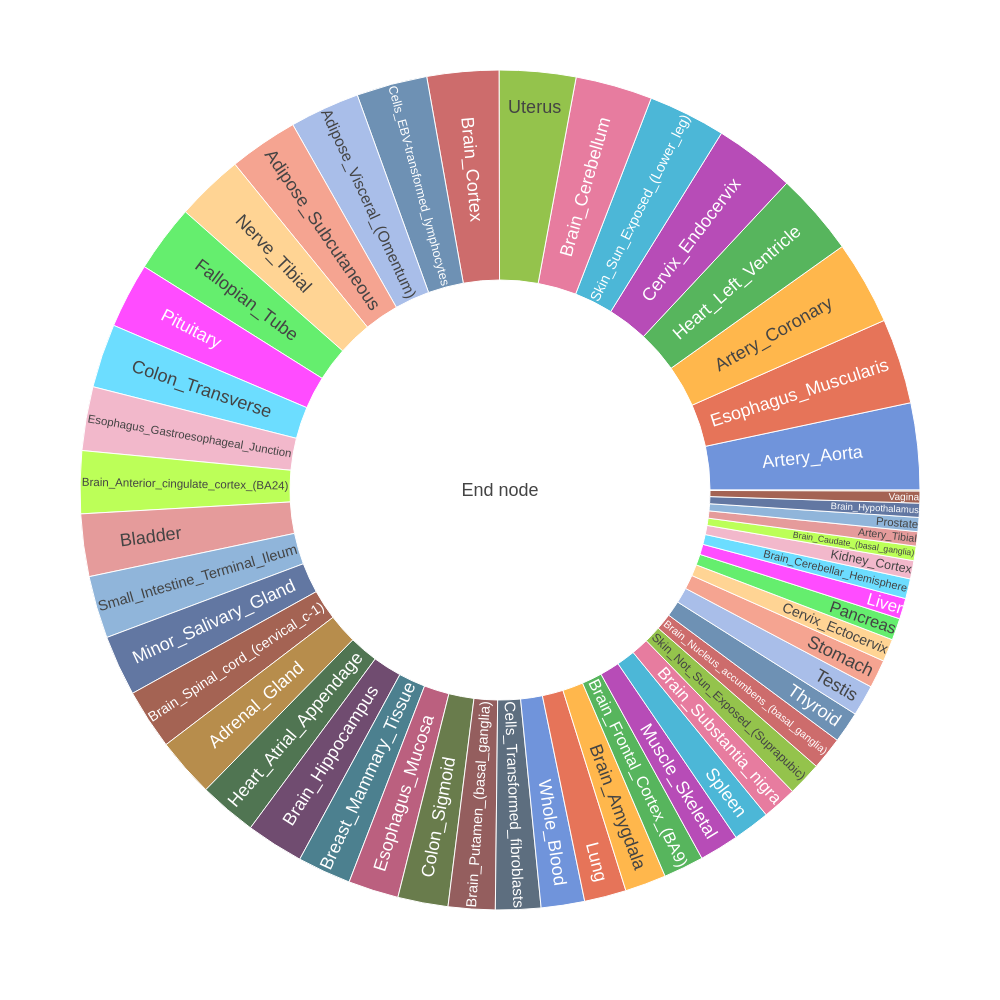 Uterus
Brain_Cerebellum
Skin_Sun_Exposed_(Lower_leg)
Cervix_Endocervix
Heart_Left_Ventricle
Artery_Coronary
Esophagus_Muscularis
Artery_Aorta
Vagina
Brain_Hypothalamus
Prostate
Artery_Tibial
Brain_Caudate_(basal_ganglia)
Kidney_Cortex
Brain_Cerebellar_Hemisphere
Liver
Pancreas
Cervix_Ectocervix
Stomach
Testis
Thyroid
Brain_Nucleus_accumbens_(basal_ganglia)
Skin_Not_Sun_Exposed_(Suprapubic)
Brain_Substantia_nigra
Spleen
Muscle_Skeletal
Brain_Frontal_Cortex_(BA9)
Brain_Amygdala
Lung
Whole_Blood
Cells_Transformed_fibroblasts
Brain_Putamen_(basal_ganglia)
Colon_Sigmoid
Esophagus_Mucosa
Breast_Mammary_Tissue
Brain_Hippocampus
Heart_Atrial_Appendage
Adrenal_Gland
Brain_Spinal_cord_(cervical_c-1)
Minor_Salivary_Gland
Small_Intestine_Terminal_Ileum
Bladder
Brain_Anterior_cingulate_cortex_(BA24)
Esophagus_Gastroesophageal_Junction
Colon_Transverse
Pituitary
Fallopian_Tube
Nerve_Tibial
Adipose_Subcutaneous
Adipose_Visceral_(Omentum)
Cells_EBV-transformed_lymphocytes
Brain_Cortex
End node